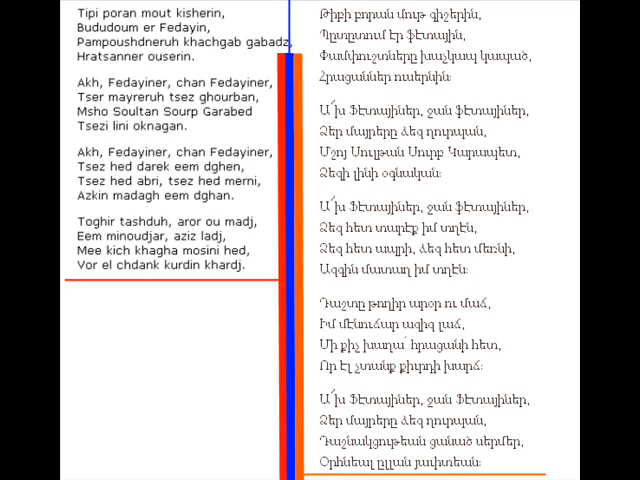 Tipi poran mout kisherin,
Bududoum er Fedayin,
Pampoushdneruh khachgab gabadz,
Hratsanner ouserin.
Akh, Fedayiner, chan Fedayiner,
Tser mayreruh tsez ghourban,
Msho Soultan Sourp Garabed
Tsezi lini oknagan.
Akh, Fedayiner, chan Fedayiner,
Tsez hed darek eem dghen,
Tsez hed abri, tsez hed merni,
Azkin madagh eem dghan.
Toghir tashduh, aror ou madj,
Eem minoudjar, aziz ladj,
Mee kich khagha mosini hed,
Vor el chdank kurdin khardj.
Թիբի բորան մութ գիշերին,
Պըտըտում էր ֆէտային,
Փամփուշտները խաչկապ կապած,
Հրացաններ ուսերնին։
Ա՜խ Ֆէտայիներ, ջան ֆէտայիներ,
Ձեր մայրերը ձեզ ղուրպան,
Մշոյ Սուլթան Սուրբ Կարապետ,
Ձեզի լինի օգնական։
Ա՜խ Ֆէտայիներ, ջան ֆէտայիներ,
Ձեզ հետ տարէք իմ տղէն,
Ձեզ հետ ապրի, ձեզ հետ մեռնի,
Ազգին մատաղ իմ տղէն։
Դաշտը թողիր արօր ու մաճ,
Իմ մէնուճար ազիզ լաճ,
Մի քիչ խաղա՛ հրացանի հետ,
Որ էլ չտանք քիւրդի խարճ։
Ա՜խ Ֆէտայիներ, ջան Ֆէտայիներ,
Ձեր մայրերը ձեզ ղուրպան,
Դաշնակցութեան ցանած սերմեր,
Օրհնեալ ըլլան յաւիտեան։